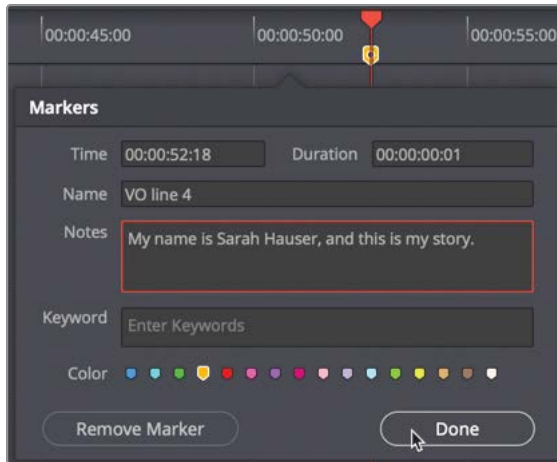 00:00:45:00 00:00:50:00 00:00:55:00
Markers
Time 00:00:52:18 Duration 00:00:00:01
Name VO line 4
Notes My name is Sarah Hauser, and this is my story.
Keyword Enter Keywords
Color
Remove Marker Done